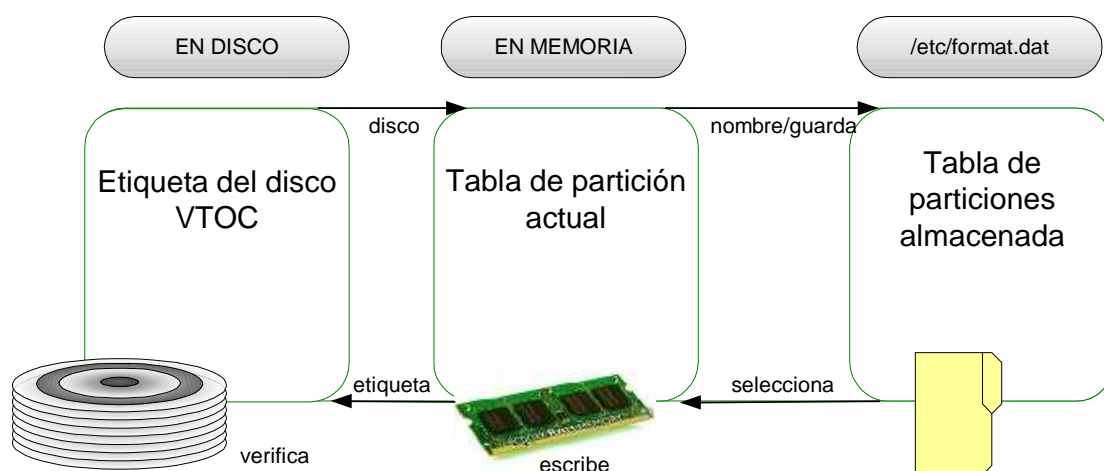 EN DISCO
EN MEMORIA
/etc/format.dat
disco
nombre/guarda
Etiqueta del disco
VTOC
Tabla de partición
actual
Tabla de
particiones
almacenada
etiqueta
selecciona
verifica
escribe